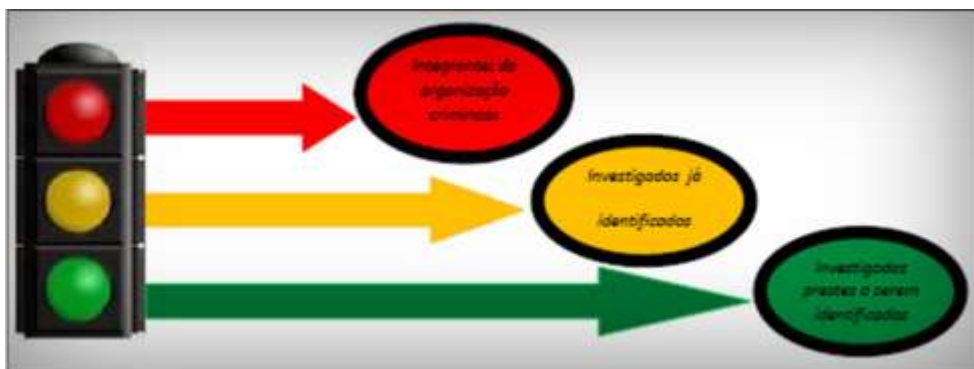 Integrantes da
organização
criminosa
Investigados já
identificados
Investigados
prestes a serem
identificados